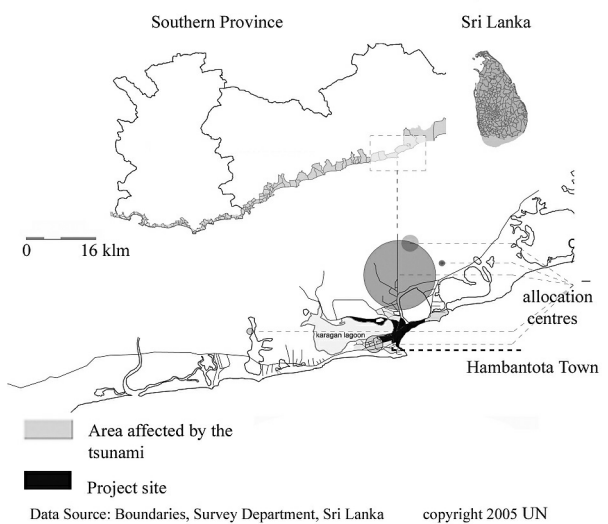 Southern Province
Sri Lanka
0 16 klm
allocation
centres
karagan lagoon
Hambantota Town
Area affected by the
tsunami
Project site
Data Source: Boundaries, Survey Department, Sri Lanka copyright 2005 UN